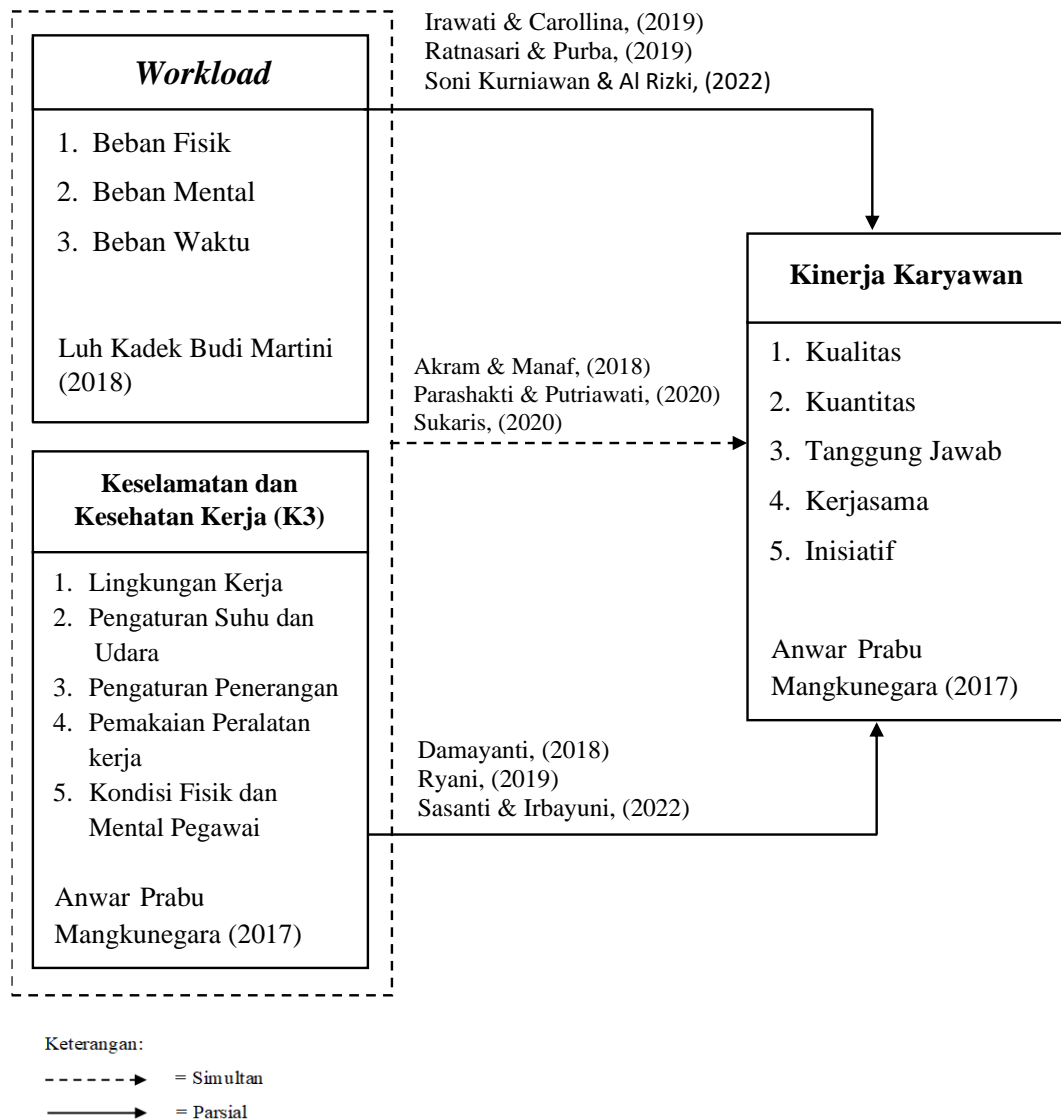 Irawati & Carollina, (2019)
Ratnasari & Purba, (2019)
Soni Kurniawan & Al Rizki, (2022)
Workload
1. Beban Fisik
2. Beban Mental
3. Beban Waktu
Luh Kadek Budi Martini
(2018)
Akram & Manaf, (2018)
Parashakti & Putriawati, (2020)
Sukaris, (2020)
Kinerja Karyawan
1. Kualitas
2. Kuantitas
3. Tanggung Jawab
4. Kerjasama
5. Inisiatif
Anwar Prabu
Mangkunegara (2017)
Keselamatan dan
Kesehatan Kerja (K3)
1. Lingkungan Kerja
2. Pengaturan Suhu dan
Udara
3. Pengaturan Penerangan
4. Pemakaian Peralatan
kerja
5. Kondisi Fisik dan
Mental Pegawai
Anwar Prabu
Mangkunegara (2017)
Damayanti, (2018)
Ryani, (2019)
Sasanti & Irbayuni, (2022)
Keterangan:
= Simultan
= Parsial